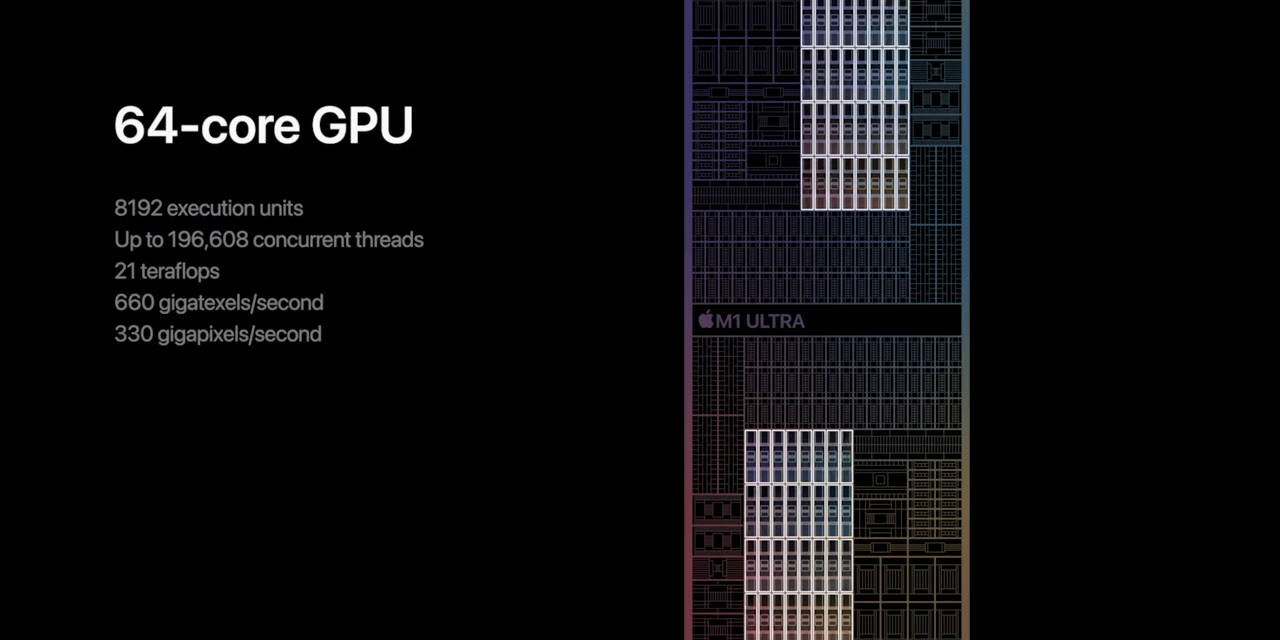 64-core GPU
8192 execution units
Up to 196,608 concurrent threads
21 teraflops
660 gigatexels/second
330 gigapixels/second
M1 ULTRA